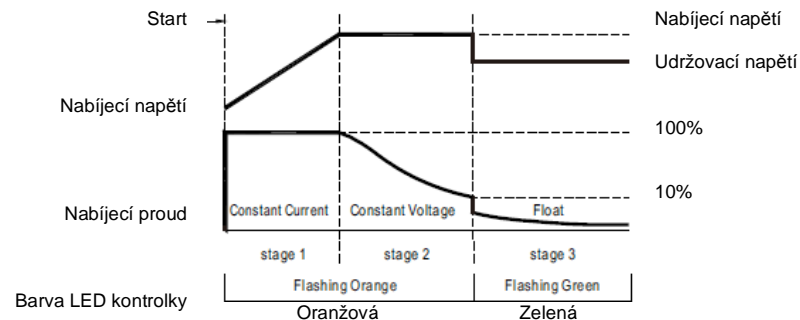 Start
Nabíjecí napětí
Udržovací napětí
Nabíjecí napětí
100%
10%
Nabíjecí proud
Constant Current
Constant Voltage
Float
stage 1
stage 2
stage 3
Flashing Orange
Flashing Green
Barva LED kontrolky
Oranžová
Zelená